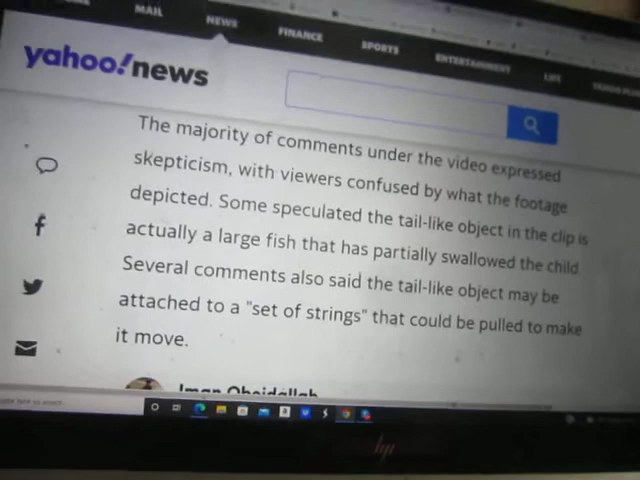 MAIL
NEWS
FINANCE
SPORTS
ENTERTAINMENT
LIFE
yahoo!news
The majority of comments under the video expressed
skepticism, with viewers confused by what the footage
depicted. Some speculated the tail-like object in the clip is
actually a large fish that has partially swallowed the child
Several comments also said the tail-like object may be
attached to a "set of strings" that could be pulled to make
it move.
Iman Obeidallah
hp